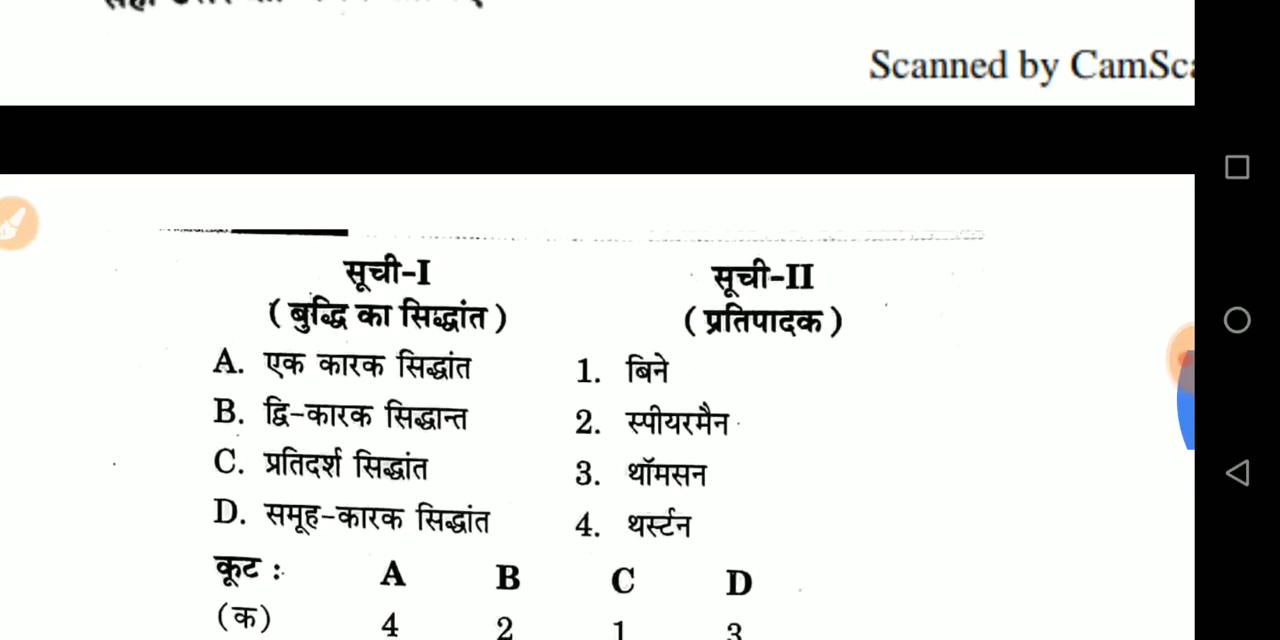 Scanned by CamSc
सूची-I सूची-II
( बुद्धि का सिद्धांत ) ( प्रतिपादक )
A. एक कारक सिद्धांत 1. बिने
B. द्वि-कारक सिद्धान्त 2. स्पीयरमैन
C. प्रतिदर्श सिद्धांत 3. थॉमसन
D. समूह-कारक सिद्धांत 4. थर्स्टन
कूट : A B C D
(क) 4 2 1 3